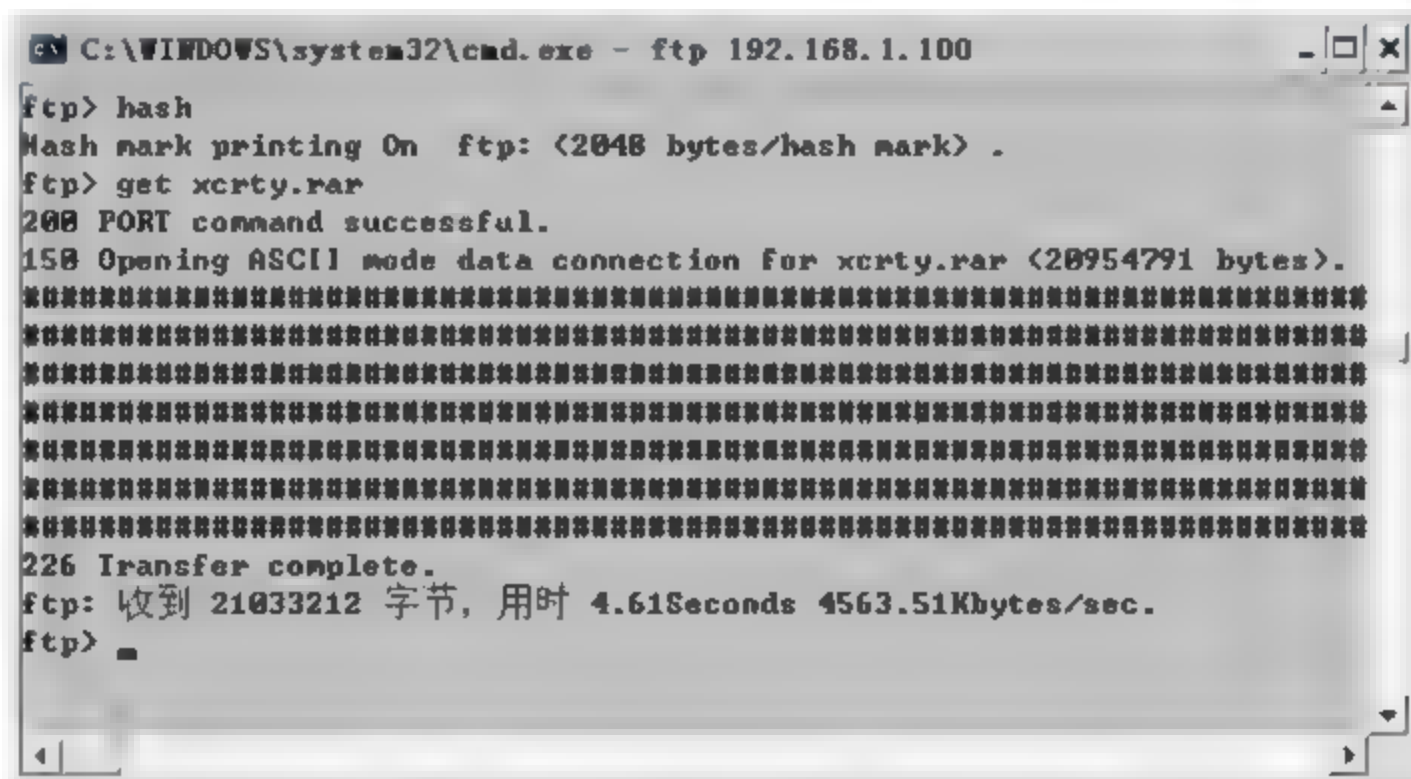 C:\WINDOWS\system32\cmd.exe - ftp 192.168.1.100
ftp> hash
Hash mark printing On  ftp: (2048 bytes/hash mark) .
ftp> get xcrty.rar
200 PORT command successful.
150 Opening ASCII mode data connection for xcrty.rar (20954791 bytes).
######################################################################
######################################################################
######################################################################
######################################################################
######################################################################
######################################################################
######################################################################
226 Transfer complete.
ftp: 收到 21033212 字节, 用时 4.61Seconds 4563.51Kbytes/sec.
ftp> _